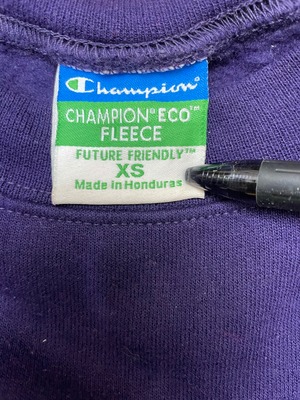 Champion®
CHAMPION® ECO™
FLEECE
FUTURE FRIENDLY™
XS
Made in Honduras